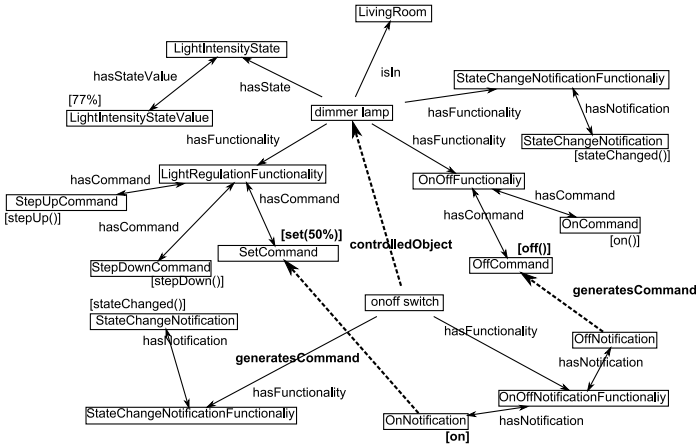 LivingRoom
LightIntensityState
isIn
hasStateValue
hasState
StateChangeNotificationFunctionaliy
[77%]
LightIntensityStateValue
dimmer lamp
hasFunctionality
hasNotification
hasFunctionality
hasFunctionality
StateChangeNotification
[stateChanged()]
LightRegulationFunctionality
OnOffFunctionaliy
hasCommand
hasCommand
hasCommand
StepUpCommand
[stepUp()]
hasCommand
hasCommand
OnCommand
[on()]
[set(50%)]
SetCommand
controlledObject
[off()]
OffCommand
StepDownCommand
[stepDown()]
generatesCommand
[stateChanged()]
StateChangeNotification
onoff switch
hasFunctionality
hasNotification
OffNotification
generatesCommand
hasNotification
hasFunctionality
OnOffNotificationFunctionaliy
StateChangeNotificationFunctionaliy
OnNotification
hasNotification
[on]